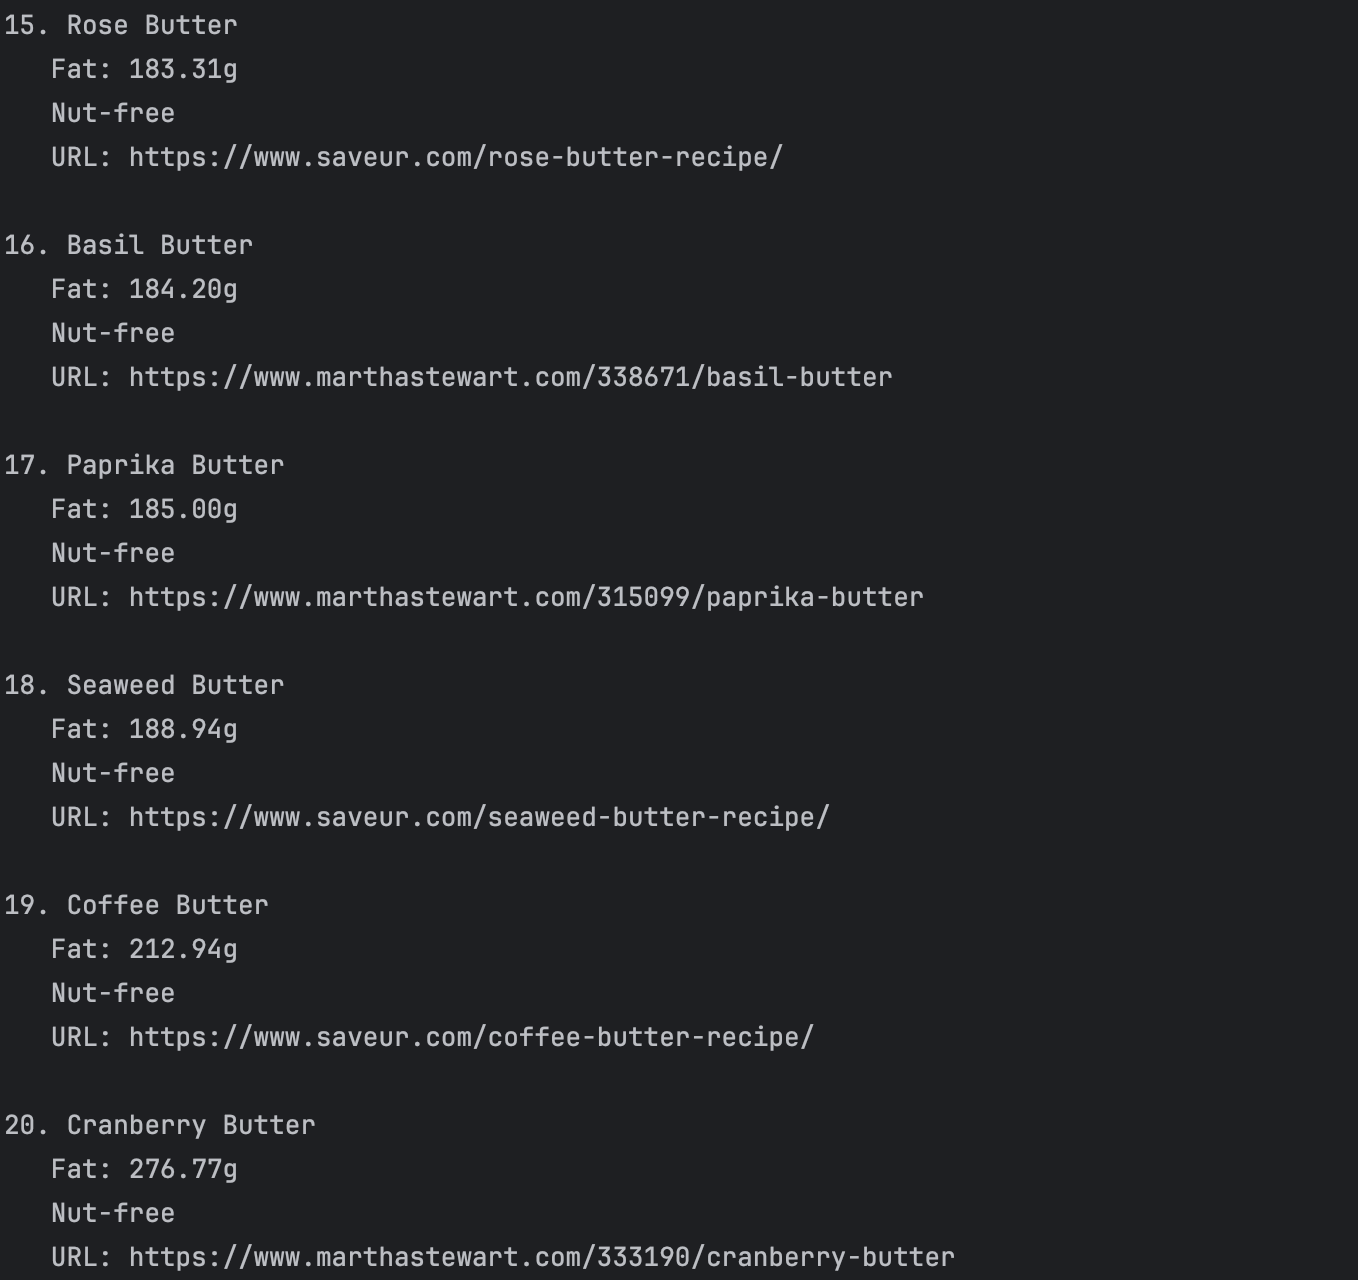 15. Rose Butter
Fat: 183.31g
Nut-free
URL: https://www.saveur.com/rose-butter-recipe/
16. Basil Butter
Fat: 184.20g
Nut-free
URL: https://www.marthastewart.com/338671/basil-butter
17. Paprika Butter
Fat: 185.00g
Nut-free
URL: https://www.marthastewart.com/315099/paprika-butter
18. Seaweed Butter
Fat: 188.94g
Nut-free
URL: https://www.saveur.com/seaweed-butter-recipe/
19. Coffee Butter
Fat: 212.94g
Nut-free
URL: https://www.saveur.com/coffee-butter-recipe/
20. Cranberry Butter
Fat: 276.77g
Nut-free
URL: https://www.marthastewart.com/333190/cranberry-butter